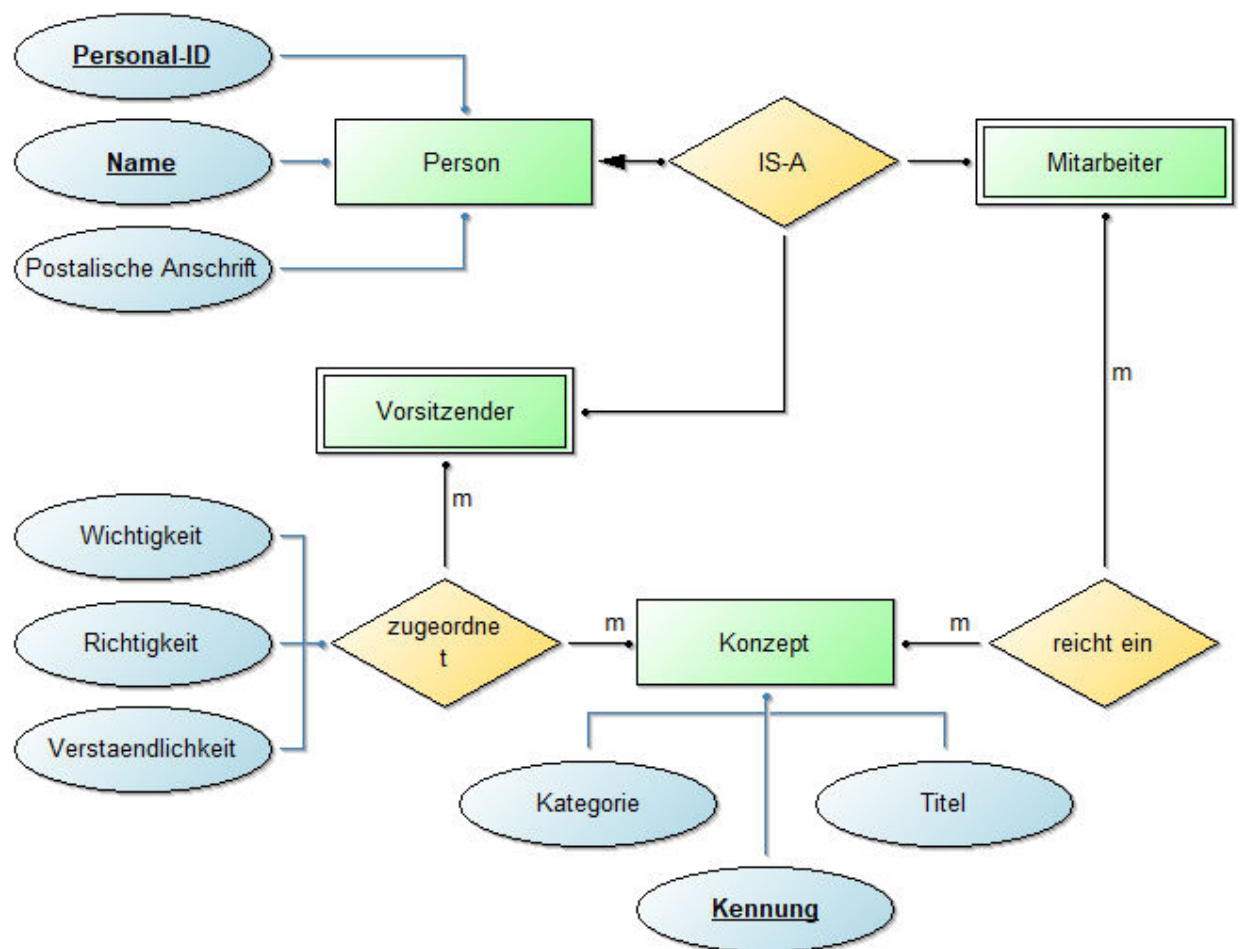 Personal-ID
Name
Person
IS-A
Mitarbeiter
Postalische Anschrift
m
Vorsitzender
m
Wichtigkeit
zugeordne
t
m
Konzept
m
reicht ein
Richtigkeit
Verstaendlichkeit
Kategorie
Titel
Kennung